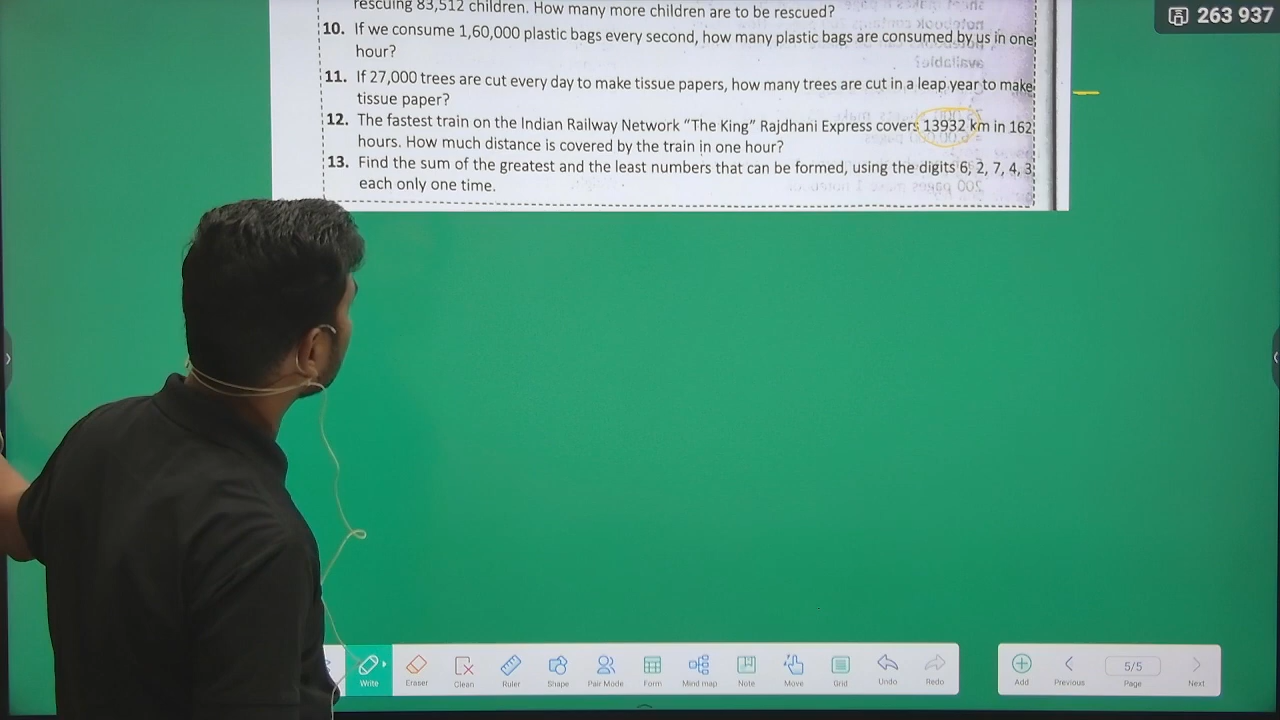 rescuing 83,512 children. How many more children are to be rescued?
10. If we consume 1,60,000 plastic bags every second, how many plastic bags are consumed by us in one
hour?
11. If 27,000 trees are cut every day to make tissue papers, how many trees are cut in a leap year to make
tissue paper?
12. The fastest train on the Indian Railway Network “The King” Rajdhani Express covers 13932 km in 162
hours. How much distance is covered by the train in one hour?
13. Find the sum of the greatest and the least numbers that can be formed, using the digits 6, 2, 7, 4, 3
each only one time.
263 937
Write
Eraser
Clean
Ruler
Shape
Pair Mode
Form
Mind map
Note
Move
Grid
Undo
Redo
Add
Previous
5/5
Page
Next